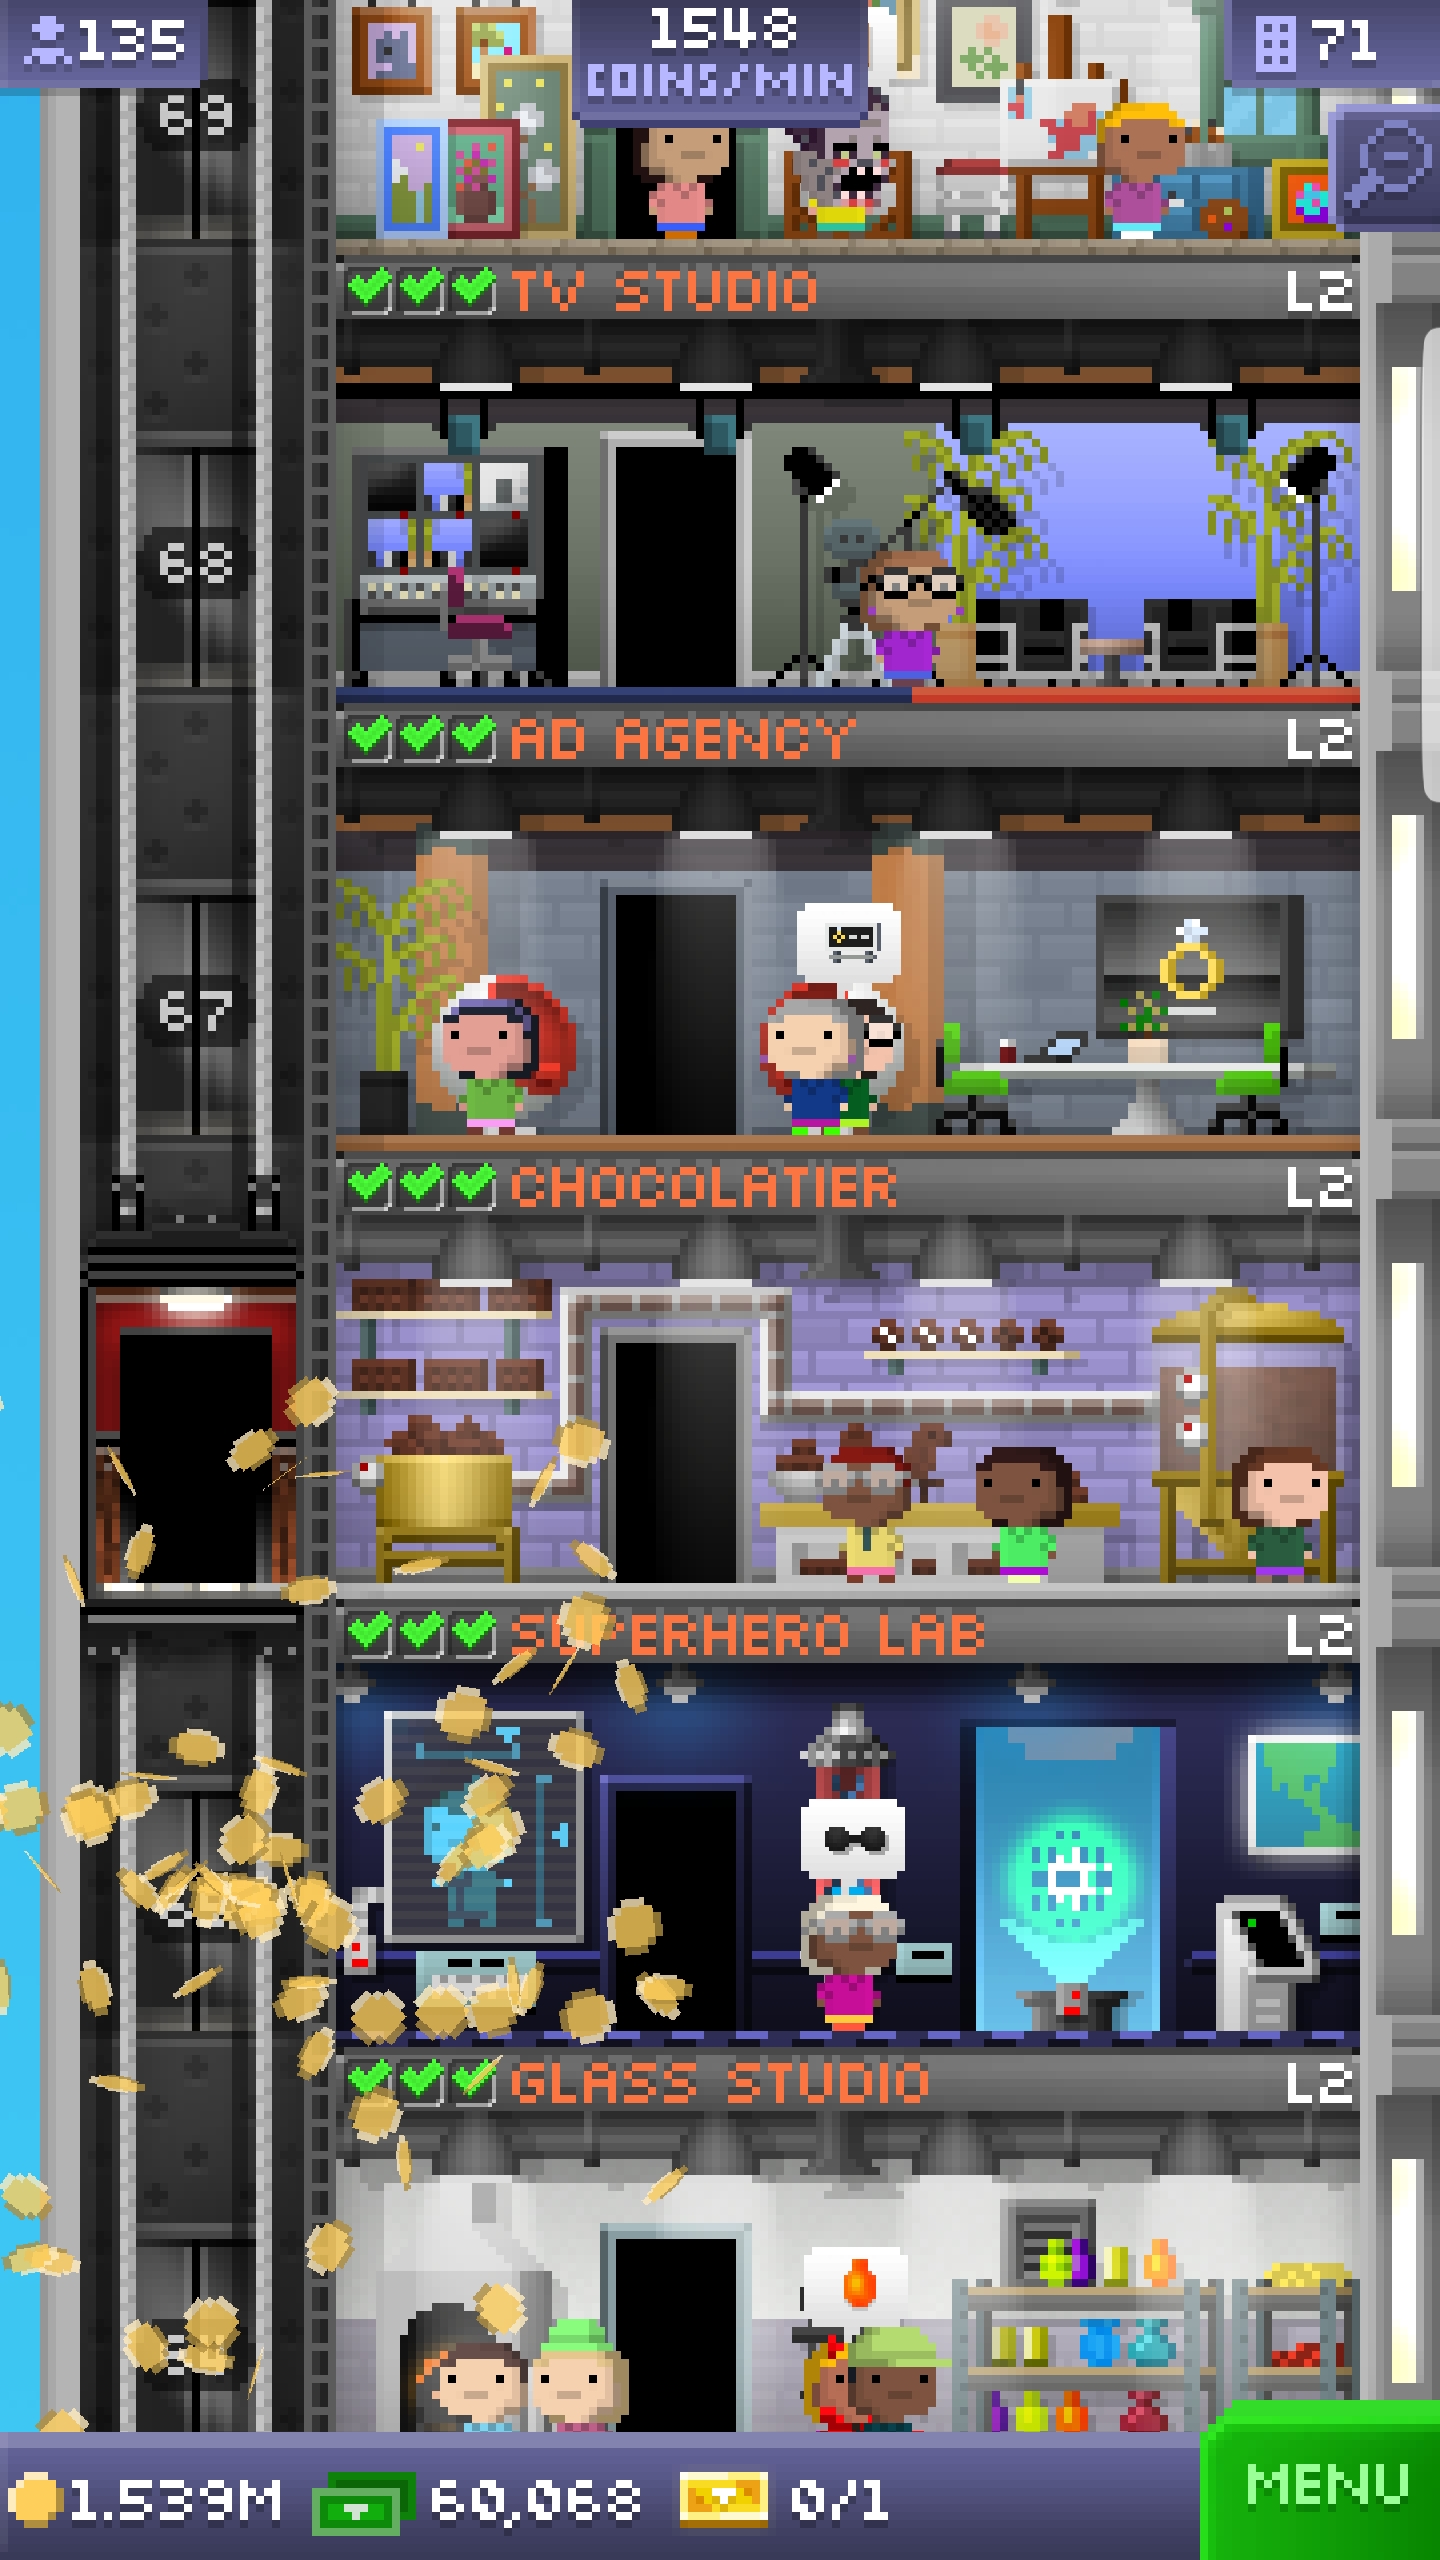 135
1548
COINS/MIN
71
69
TV STUDIO
L2
68
AD AGENCY
L2
67
CHOCOLATIER
L2
SUPERHERO LAB
L2
GLASS STUDIO
L2
1.539M
60,068
0/1
MENU